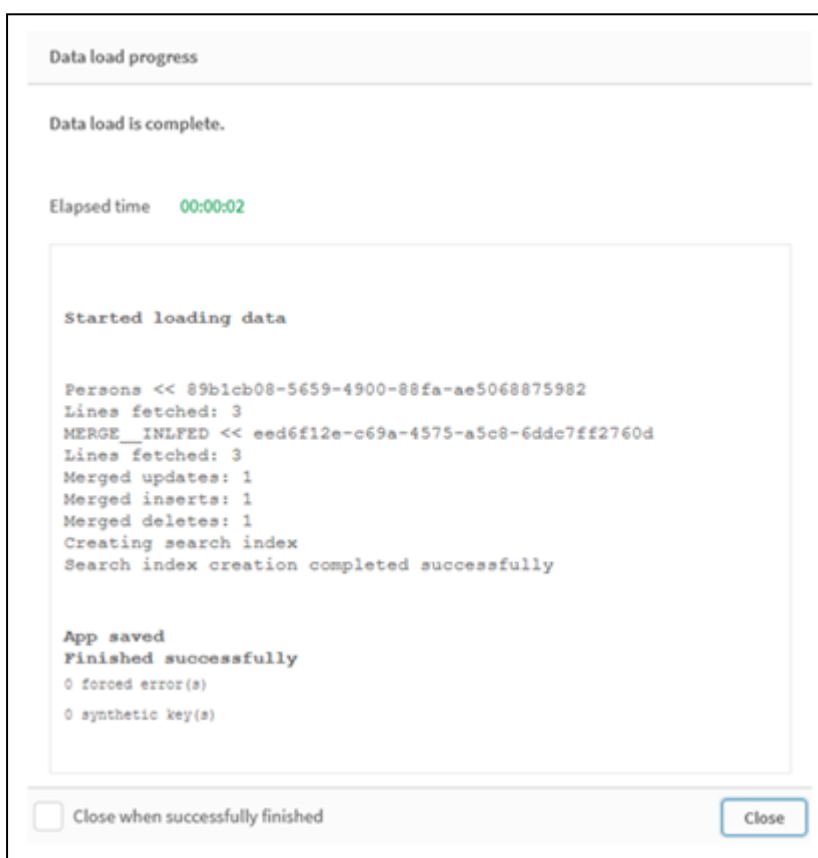 Data load progress
Data load is complete.
Elapsed time 00:00:02
Started loading data
Persons << 89b1cb08-5659-4900-88fa-ae5068875982
Lines fetched: 3
MERGE__INLFED << eed6f12e-c69a-4575-a5c8-6ddc7ff2760d
Lines fetched: 3
Merged updates: 1
Merged inserts: 1
Merged deletes: 1
Creating search index
Search index creation completed successfully
App saved
Finished successfully
0 forced error(s)
0 synthetic key(s)
Close when successfully finished Close